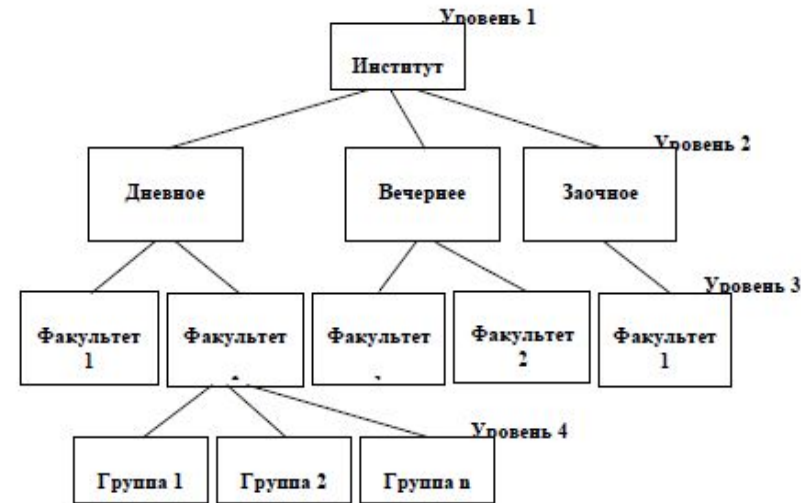 Уровень 1
Институт
Уровень 2
Дневное
Вечернее
Заочное
Уровень 3
Факультет
1
Факультет
Факультет
Факультет
2
Факультет
1
Уровень 4
Группа 1
Группа 2
Группа n